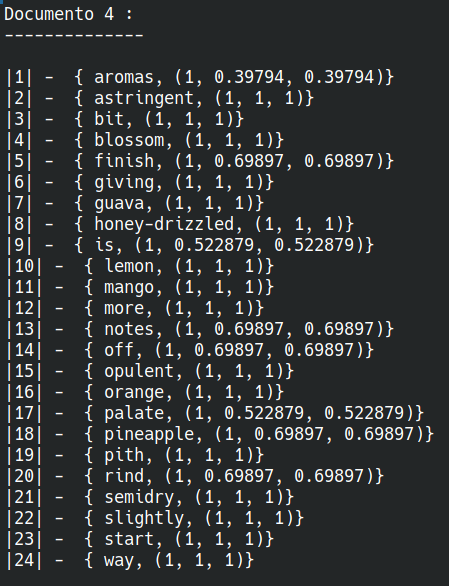 Documento 4 :
--------------
|1| -  { aromas, (1, 0.39794, 0.39794)}
|2| -  { astringent, (1, 1, 1)}
|3| -  { bit, (1, 1, 1)}
|4| -  { blossom, (1, 1, 1)}
|5| -  { finish, (1, 0.69897, 0.69897)}
|6| -  { giving, (1, 1, 1)}
|7| -  { guava, (1, 1, 1)}
|8| -  { honey-drizzled, (1, 1, 1)}
|9| -  { is, (1, 0.522879, 0.522879)}
|10| -  { lemon, (1, 1, 1)}
|11| -  { mango, (1, 1, 1)}
|12| -  { more, (1, 1, 1)}
|13| -  { notes, (1, 0.69897, 0.69897)}
|14| -  { off, (1, 0.69897, 0.69897)}
|15| -  { opulent, (1, 1, 1)}
|16| -  { orange, (1, 1, 1)}
|17| -  { palate, (1, 0.522879, 0.522879)}
|18| -  { pineapple, (1, 0.69897, 0.69897)}
|19| -  { pith, (1, 1, 1)}
|20| -  { rind, (1, 0.69897, 0.69897)}
|21| -  { semidry, (1, 1, 1)}
|22| -  { slightly, (1, 1, 1)}
|23| -  { start, (1, 1, 1)}
|24| -  { way, (1, 1, 1)}